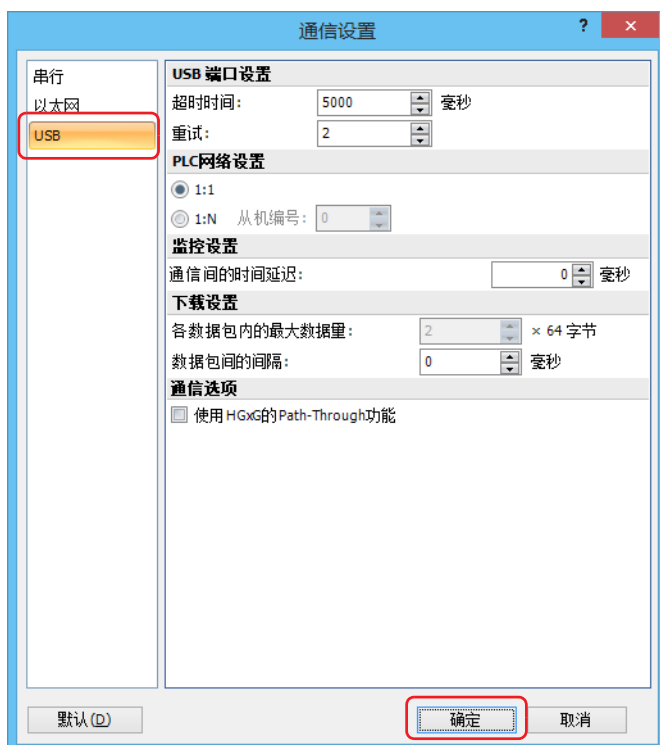 通信设置 ? ×
串行
以太网
USB
USB 端口设置
超时时间: 5000 毫秒
重试: 2
PLC网络设置
1:1
1:N 从机编号: 0
监控设置
通信间的时间延迟: 0 毫秒
下载设置
各数据包内的最大数据量: 2 × 64 字节
数据包间的间隔: 0 毫秒
通信选项
使用HGxG的Path-Through功能
默认(D) 确定 取消